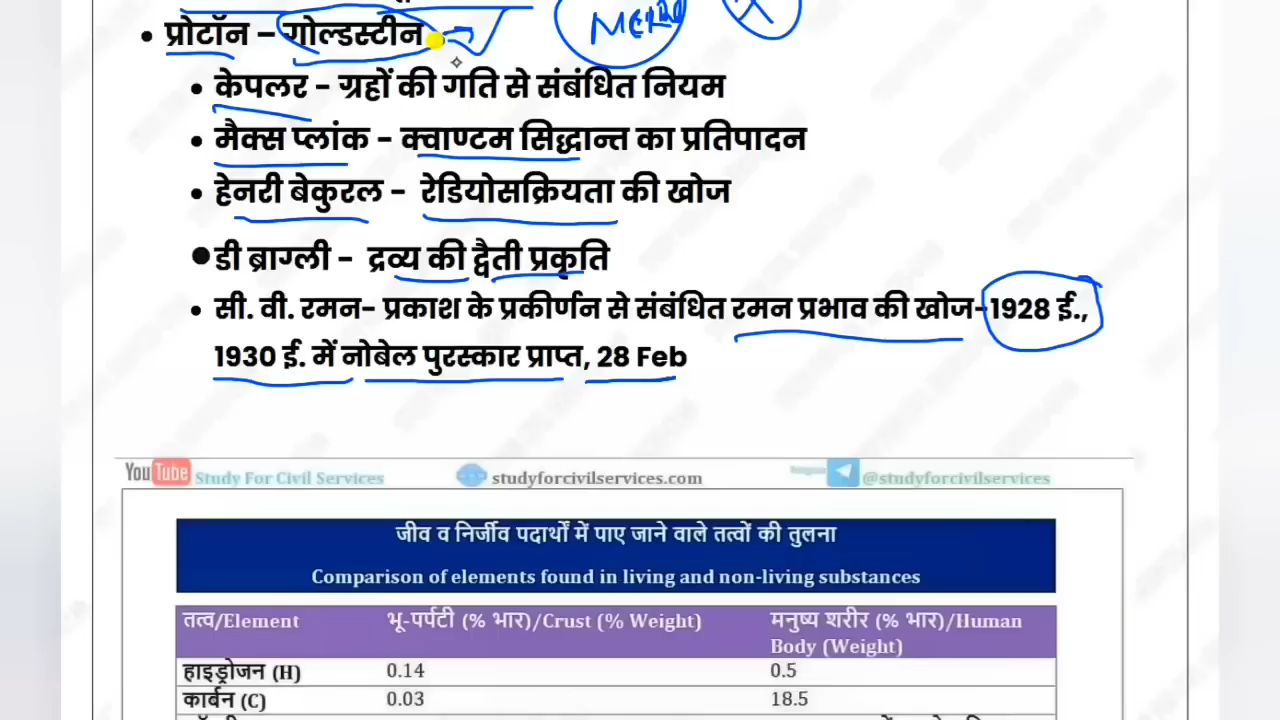 • प्रोटॉन – गोल्डस्टीन
• केपलर - ग्रहों की गति से संबंधित नियम
• मैक्स प्लांक - क्वाण्टम सिद्धान्त का प्रतिपादन
• हेनरी बेकुरल - रेडियोसक्रियता की खोज
• डी ब्राग्ली - द्रव्य की द्वैती प्रकृति
• सी. वी. रमन- प्रकाश के प्रकीर्णन से संबंधित रमन प्रभाव की खोज-1928 ई.,
1930 ई. में नोबेल पुरस्कार प्राप्त, 28 Feb
YouTube Study For Civil Services studyforcivilservices.com @studyforcivilservices
जीव व निर्जीव पदार्थों में पाए जाने वाले तत्वों की तुलना
Comparison of elements found in living and non-living substances
तत्व/Element भू-पर्पटी (% भार)/Crust (% Weight) मनुष्य शरीर (% भार)/Human
Body (Weight)
हाइड्रोजन (H) 0.14 0.5
कार्बन (C) 0.03 18.5